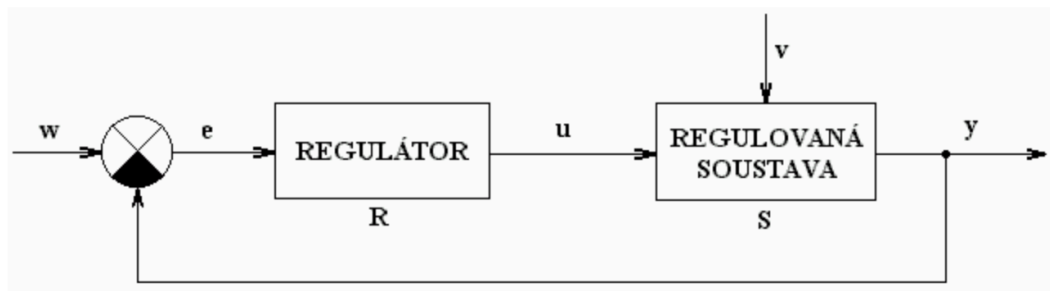 w
e
REGULÁTOR
R
u
v
REGULOVANÁ
SOUSTAVA
S
y